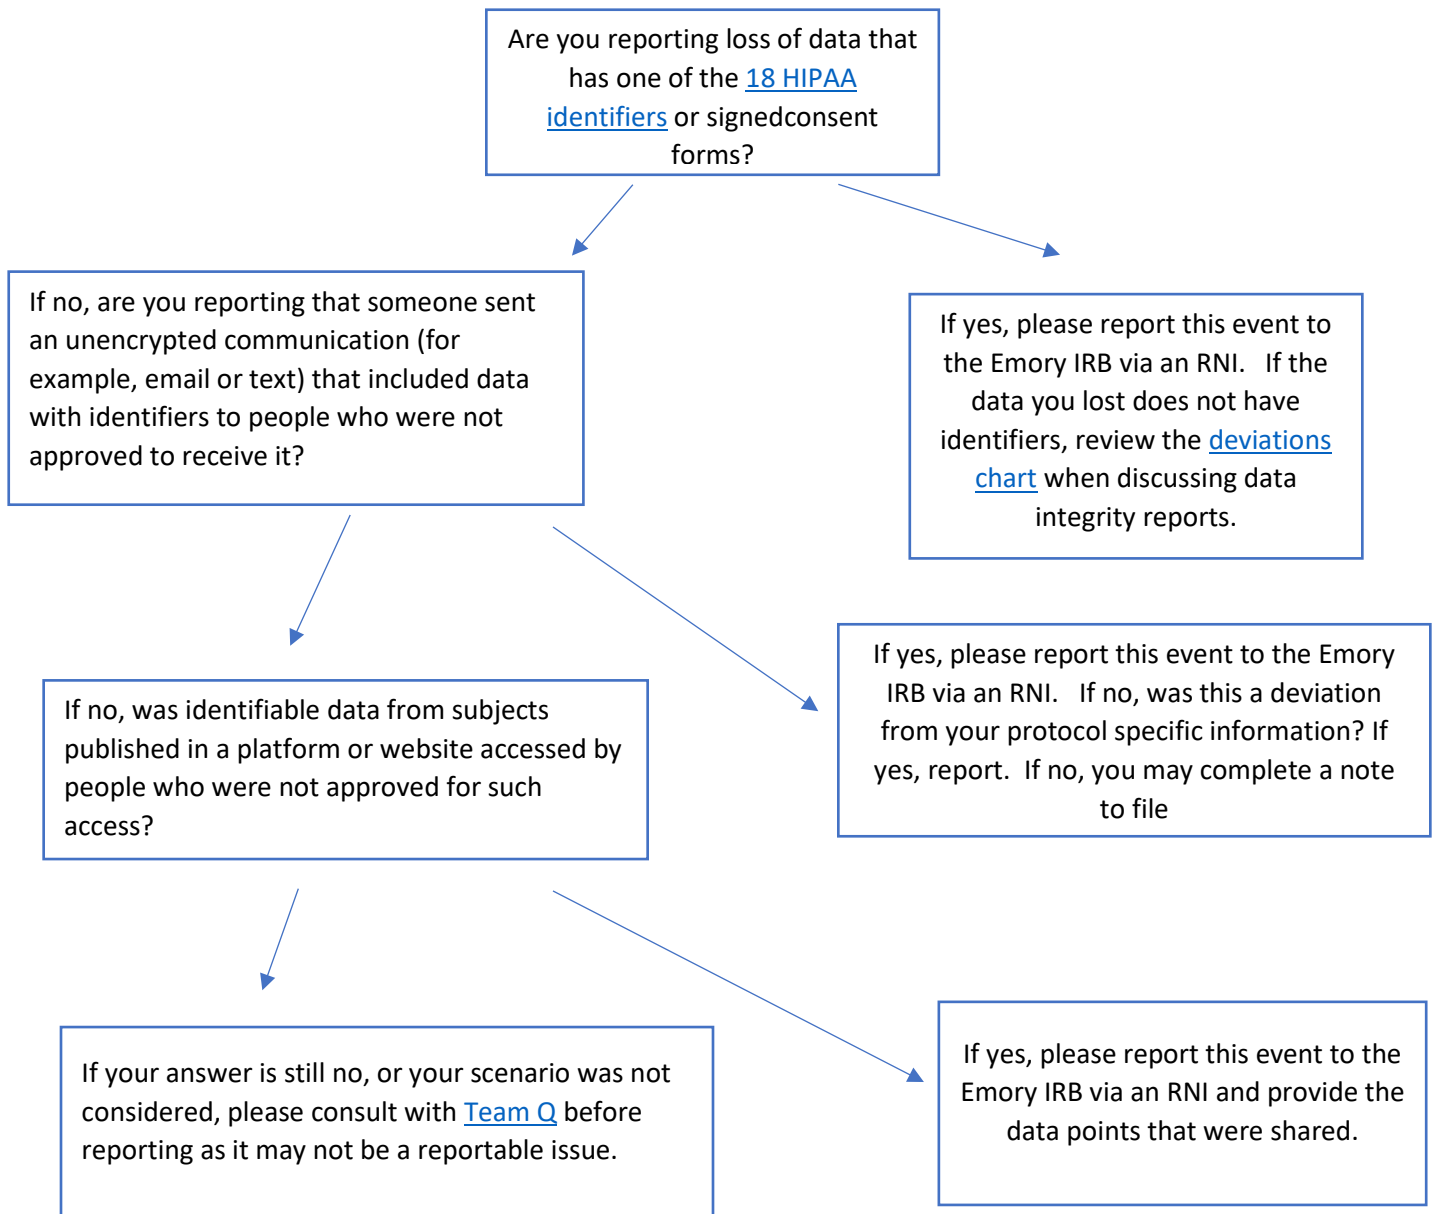 Are you reporting loss of data that
has one of the 18 HIPAA
identifiers or signedconsent
forms?
If no, are you reporting that someone sent
an unencrypted communication (for
example, email or text) that included data
with identifiers to people who were not
approved to receive it?
If yes, please report this event to
the Emory IRB via an RNI.   If the
data you lost does not have
identifiers, review the deviations
chart when discussing data
integrity reports.
If yes, please report this event to the Emory
IRB via an RNI.   If no, was this a deviation
from your protocol specific information? If
yes, report.  If no, you may complete a note
to file
If no, was identifiable data from subjects
published in a platform or website accessed by
people who were not approved for such
access?
If your answer is still no, or your scenario was not
considered, please consult with Team Q before
reporting as it may not be a reportable issue.
If yes, please report this event to the
Emory IRB via an RNI and provide the
data points that were shared.